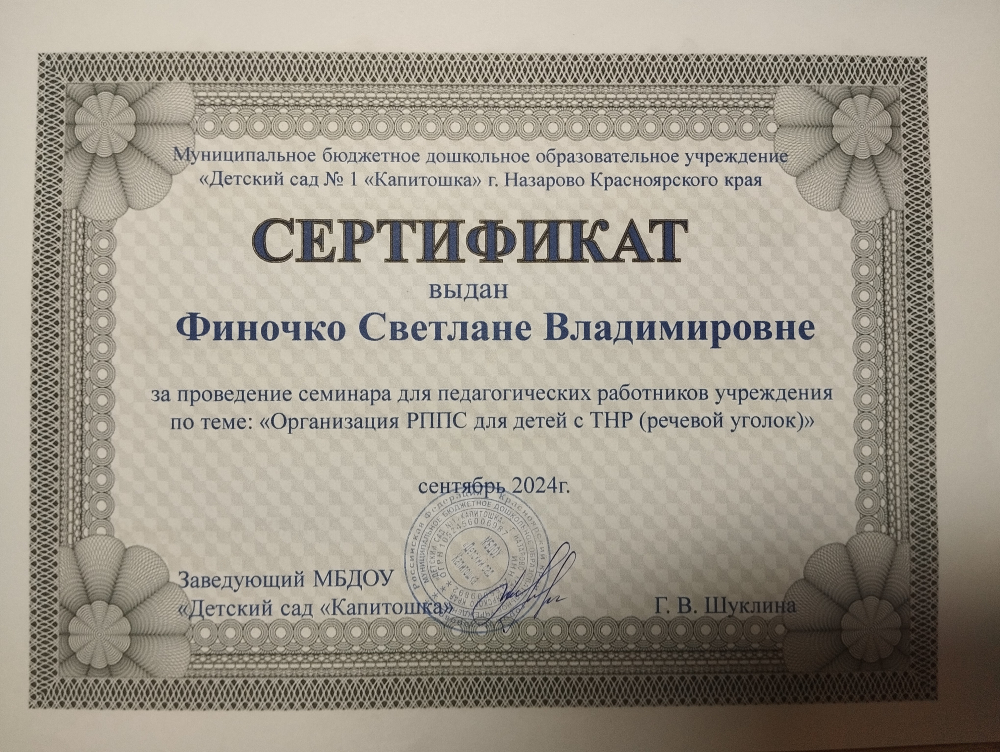 Муниципальное бюджетное дошкольное образовательное учреждение
«Детский сад № 1 «Капитошка» г. Назарово Красноярского края
СЕРТИФИКАТ
выдан
Финочко Светлане Владимировне
за проведение семинара для педагогических работников учреждения
по теме: «Организация РППС для детей с ТНР (речевой уголок)»
сентябрь 2024г.
Заведующий МБДОУ
«Детский сад «Капитошка»
Г. В. Шуклина